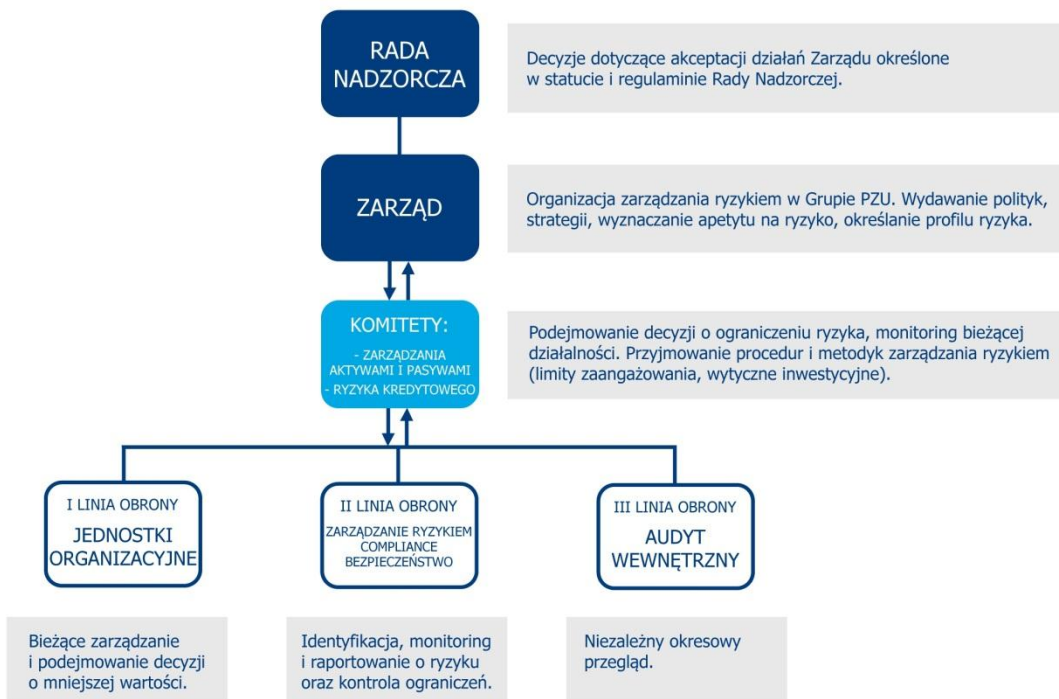 RADA
NADZORCZA
Decyzje dotyczące akceptacji działań Zarządu określone
w statucie i regulaminie Rady Nadzorczej.
ZARZĄD
Organizacja zarządzania ryzykiem w Grupie PZU. Wydawanie polityk,
strategii, wyznaczanie apetytu na ryzyko, określanie profilu ryzyka.
KOMITETY:
- ZARZĄDZANIA
AKTYWAMI I PASYWAMI
- RYZYKA KREDYTOWEGO
Podejmowanie decyzji o ograniczeniu ryzyka, monitoring bieżącej
działalności. Przyjmowanie procedur i metodyk zarządzania ryzykiem
(limity zaangażowania, wytyczne inwestycyjne).
I LINIA OBRONY
JEDNOSTKI
ORGANIZACYJNE
II LINIA OBRONY
ZARZĄDZANIE RYZYKIEM
COMPLIANCE
BEZPIECZEŃSTWO
III LINIA OBRONY
AUDYT
WEWNĘTRZNY
Bieżące zarządzanie
i podejmowanie decyzji
o mniejszej wartości.
Identyfikacja, monitoring
i raportowanie o ryzyku
oraz kontrola ograniczeń.
Niezależny okresowy
przegląd.